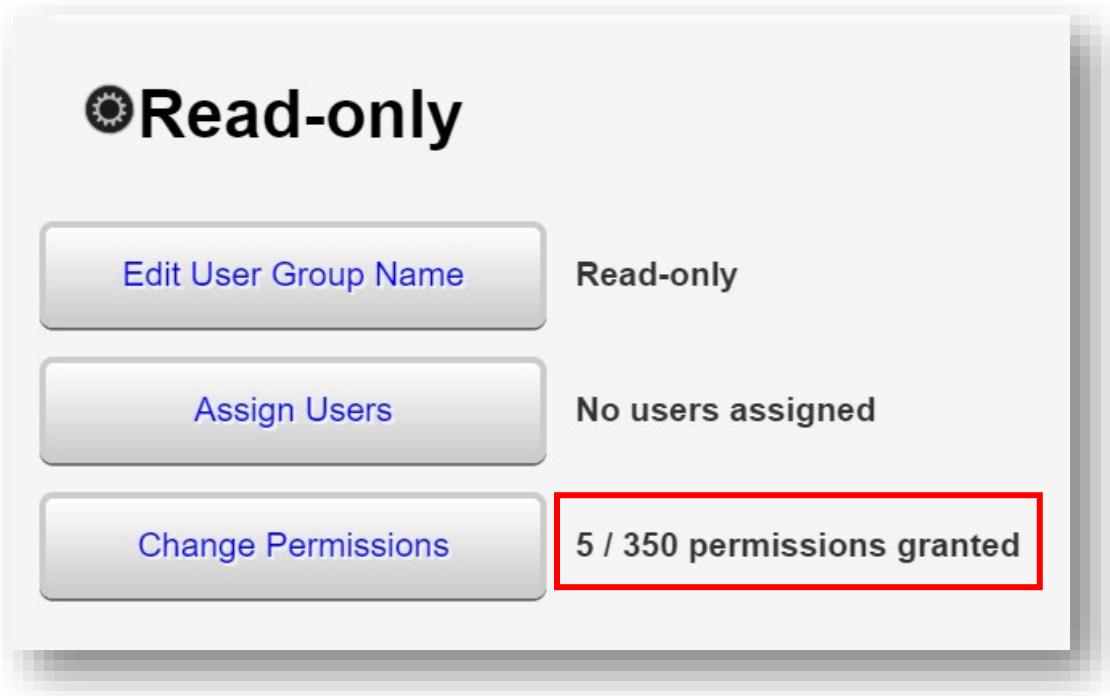 Read-only
Edit User Group Name Read-only
Assign Users No users assigned
Change Permissions 5 / 350 permissions granted